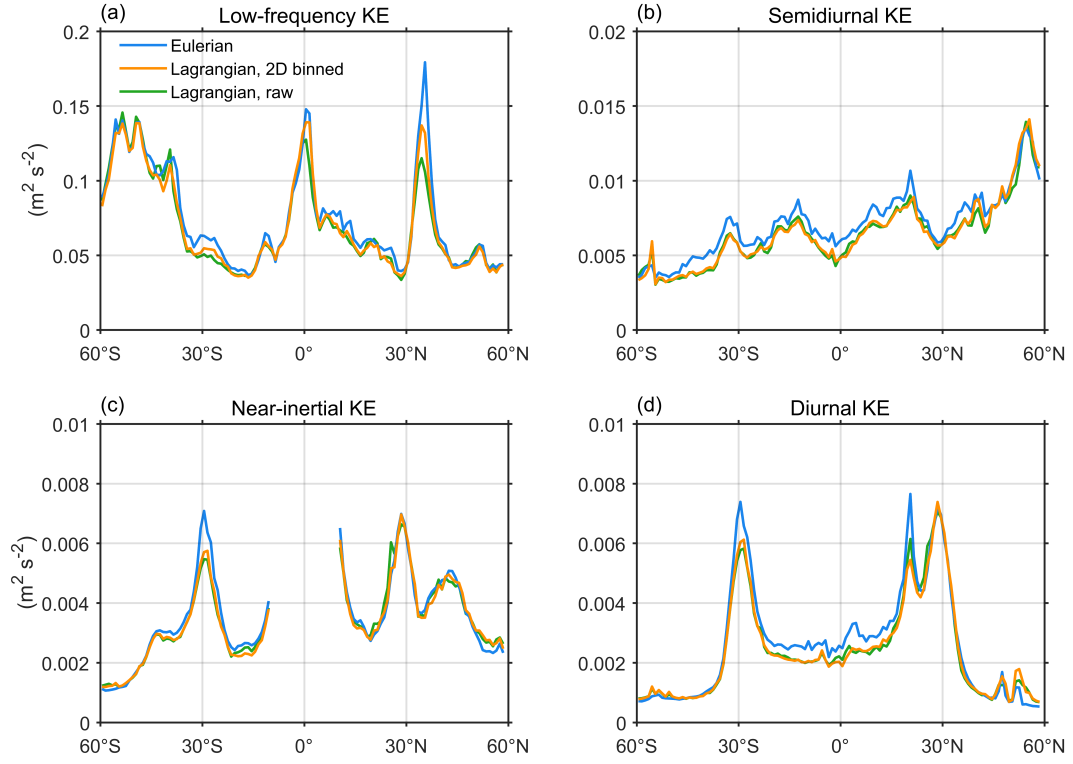 (a) Low-frequency KE
Eulerian
Lagrangian, 2D binned
Lagrangian, raw
0.2
0.15
0.1
0.05
0
(m² s⁻²)
60°S 30°S 0° 30°N 60°N
(b) Semidiurnal KE
0.02
0.015
0.01
0.005
0
60°S 30°S 0° 30°N 60°N
(c) Near-inertial KE
0.01
0.008
0.006
0.004
0.002
0
(m² s⁻²)
60°S 30°S 0° 30°N 60°N
(d) Diurnal KE
0.01
0.008
0.006
0.004
0.002
0
60°S 30°S 0° 30°N 60°N